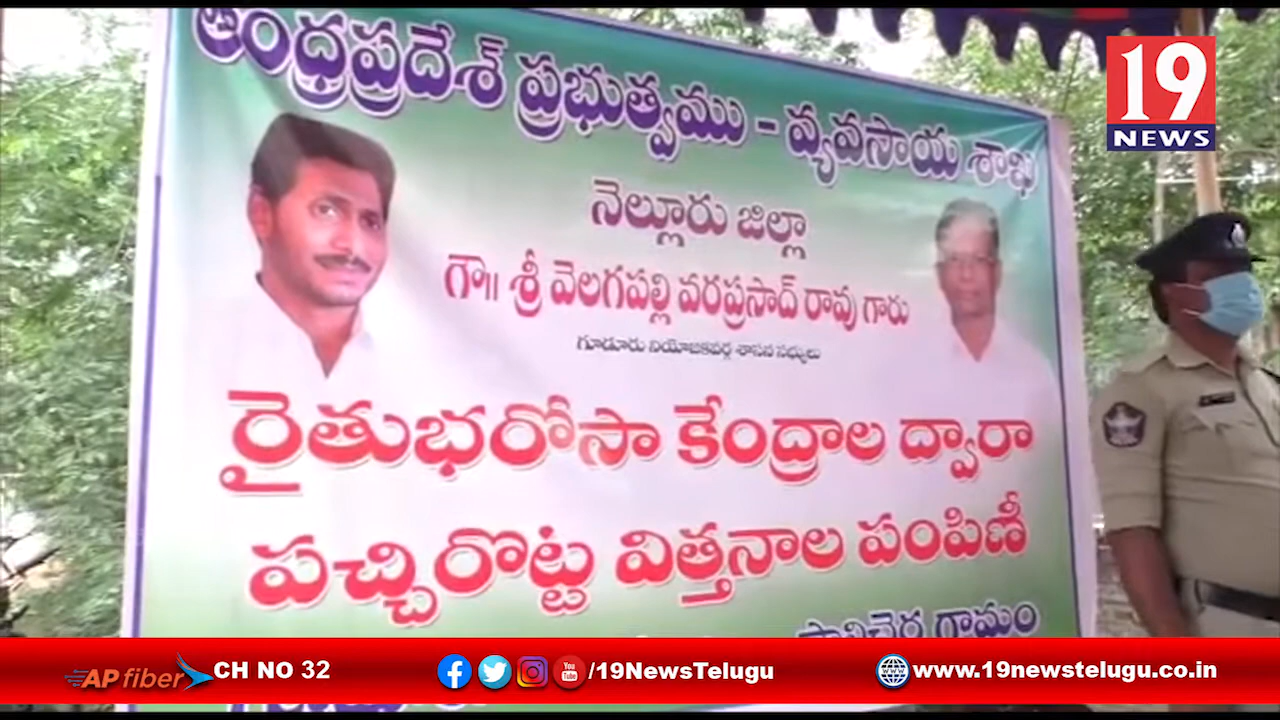 ఆంధ్రప్రదేశ్ ప్రభుత్వము - వ్యవసాయ శాఖ
19
NEWS
నెల్లూరు జిల్లా
గౌ|| శ్రీ వెలగపల్లి వరప్రసాద్ రావు గారు
గూడూరు నియోజకవర్గ శాసన సభ్యులు
రైతుభరోసా కేంద్రాల ద్వారా
పచ్చిరొట్ట విత్తనాల పంపిణీ
గ్రామం
AP fiber CH NO 32 /19NewsTelugu www.19newstelugu.co.in